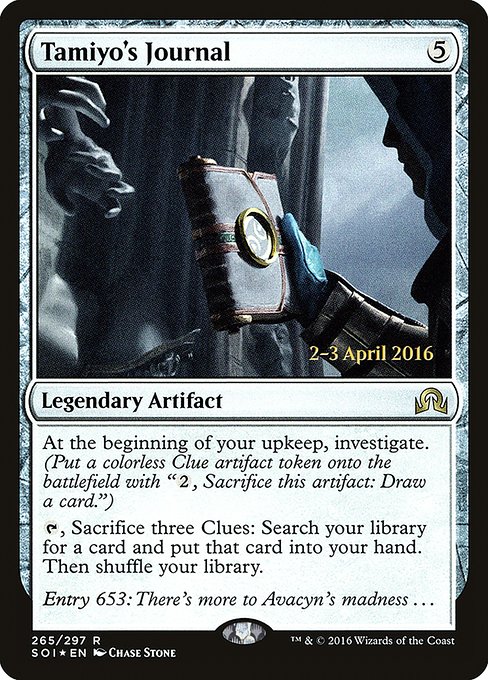 Tamiyo's Journal 5
2–3 April 2016
Legendary Artifact
At the beginning of your upkeep, investigate.
(Put a colorless Clue artifact token onto the
battlefield with “2, Sacrifice this artifact: Draw
a card.”)
, Sacrifice three Clues: Search your library
for a card and put that card into your hand.
Then shuffle your library.
Entry 653: There's more to Avacyn's madness . . .
265/297 R
SOI★EN Chase Stone
™ & © 2016 Wizards of the Coast